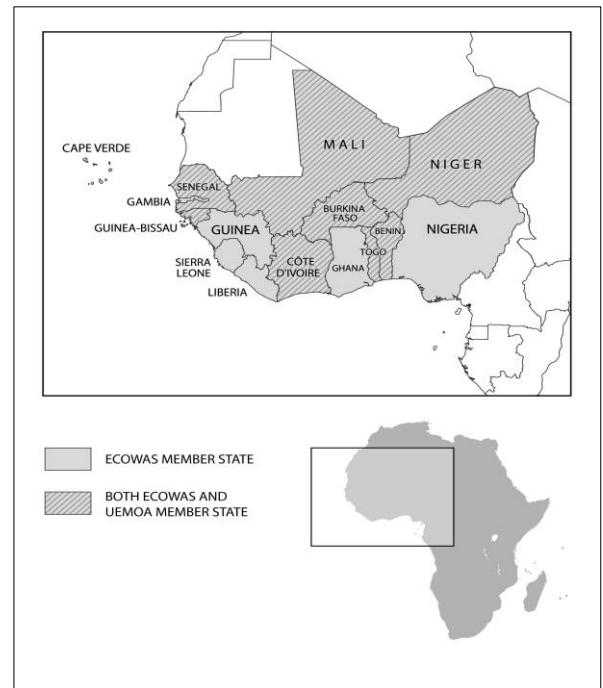 MALI
NIGER
CAPE VERDE
SENEGAL
GAMBIA
BURKINA
FASO
GUINEA-BISSAU
GUINEA
BENIN
NIGERIA
TOGO
SIERRA
LEONE
CÔTE
D'IVOIRE
GHANA
LIBERIA
ECOWAS MEMBER STATE
BOTH ECOWAS AND
UEMOA MEMBER STATE